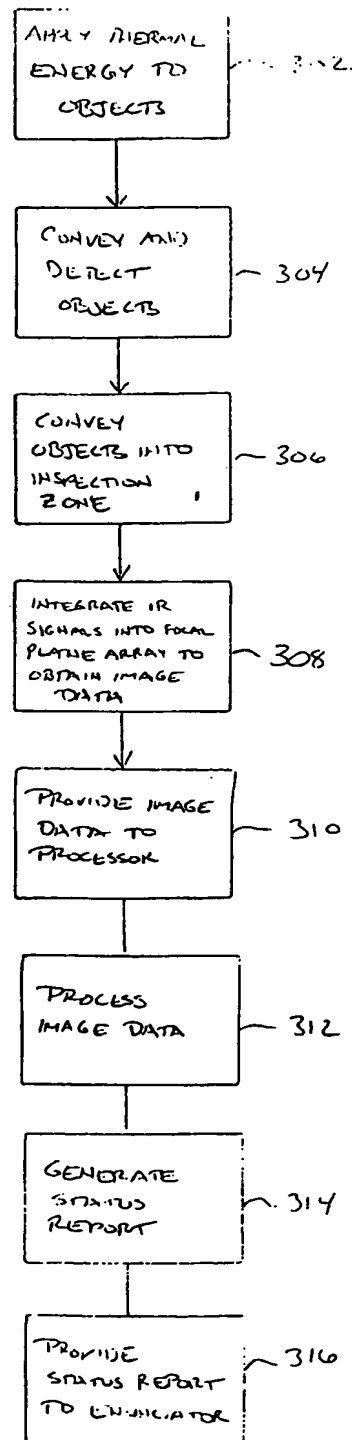 APPLY THERMAL
ENERGY TO
OBJECTS
CONVEY AND
DETECT
OBJECTS
304
CONVEY
OBJECTS INTO
INSPECTION
ZONE
306
INTEGRATE IR
SIGNALS INTO FOCAL
PLANE ARRAY TO
OBTAIN IMAGE
DATA
308
PROVIDE IMAGE
DATA TO
PROCESSOR
310
PROCESS
IMAGE DATA
312
GENERATE
STATUS
REPORT
314
PROVIDE
STATUS REPORT
TO ENUNCIATOR
316